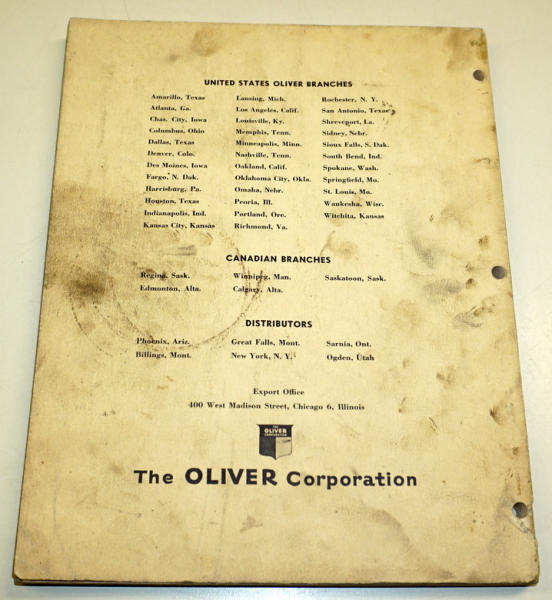 UNITED STATES OLIVER BRANCHES
Amarillo, Texas Lansing, Mich. Rochester, N. Y.
Atlanta, Ga. Los Angeles, Calif. San Antonio, Texas
Chas. City, Iowa Louisville, Ky. Shreveport, La.
Columbus, Ohio Memphis, Tenn. Sidney, Nebr.
Dallas, Texas Minneapolis, Minn. Sioux Falls, S. Dak.
Denver, Colo. Nashville, Tenn. South Bend, Ind.
Des Moines, Iowa Oakland, Calif. Spokane, Wash.
Fargo, N. Dak. Oklahoma City, Okla. Springfield, Mo.
Harrisburg, Pa. Omaha, Nebr. St. Louis, Mo.
Houston, Texas Peoria, Ill. Waukesha, Wisc.
Indianapolis, Ind. Portland, Ore. Witchita, Kansas
Kansas City, Kansas Richmond, Va.
CANADIAN BRANCHES
Regina, Sask. Winnipeg, Man. Saskatoon, Sask.
Edmonton, Alta. Calgary, Alta.
DISTRIBUTORS
Phoenix, Ariz. Great Falls, Mont. Sarnia, Ont.
Billings, Mont. New York, N. Y. Ogden, Utah
Export Office
400 West Madison Street, Chicago 6, Illinois
THE
OLIVER
CORPORATION
The OLIVER Corporation